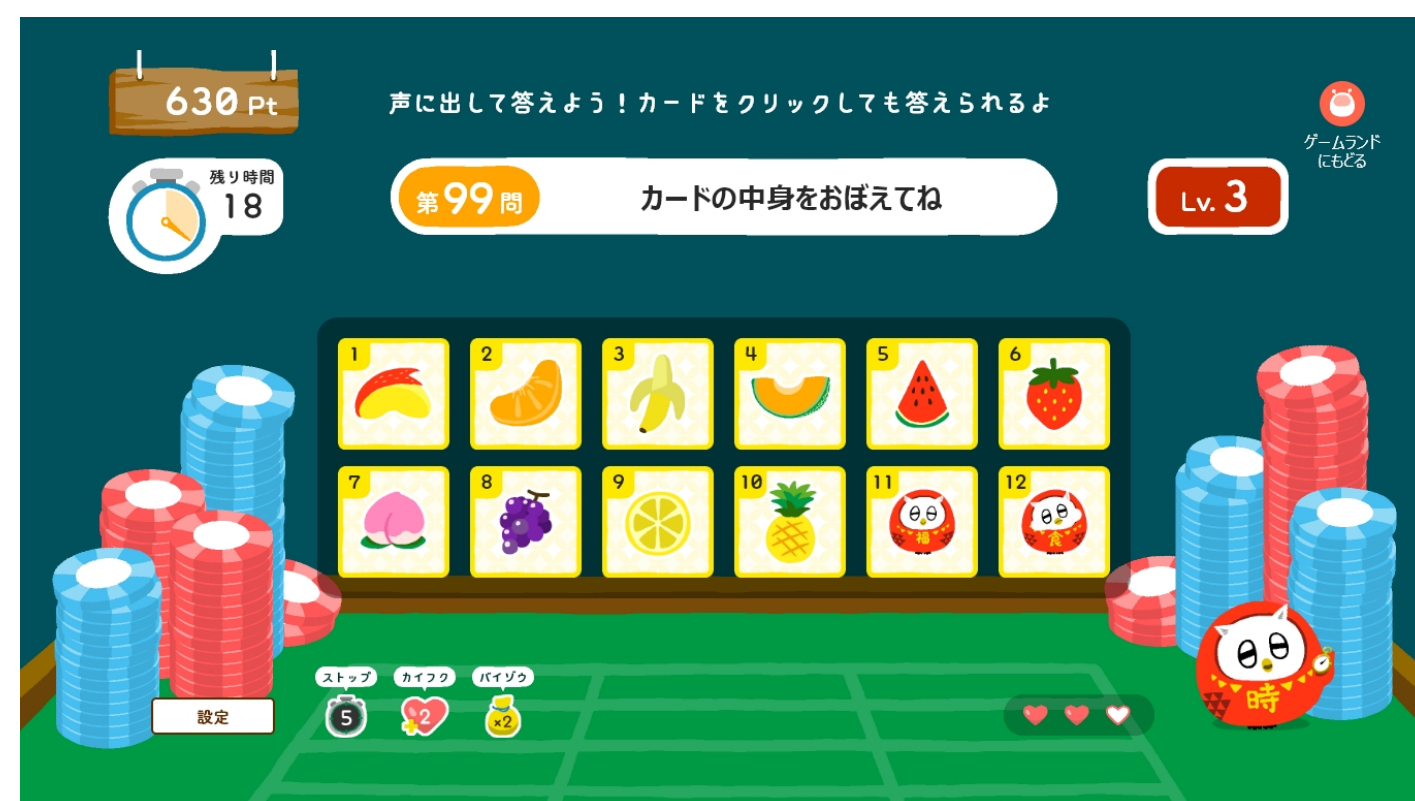 630 Pt
声に出して答えよう！カードをクリックしても答えられるよ
ゲームランド
にもどる
残り時間
18
第99問
カードの中身をおぼえてね
Lv. 3
1
2
3
4
5
6
7
8
9
10
11
12
福
食
ストップ
カイフク
バイゾウ
5
2
×2
設定
時